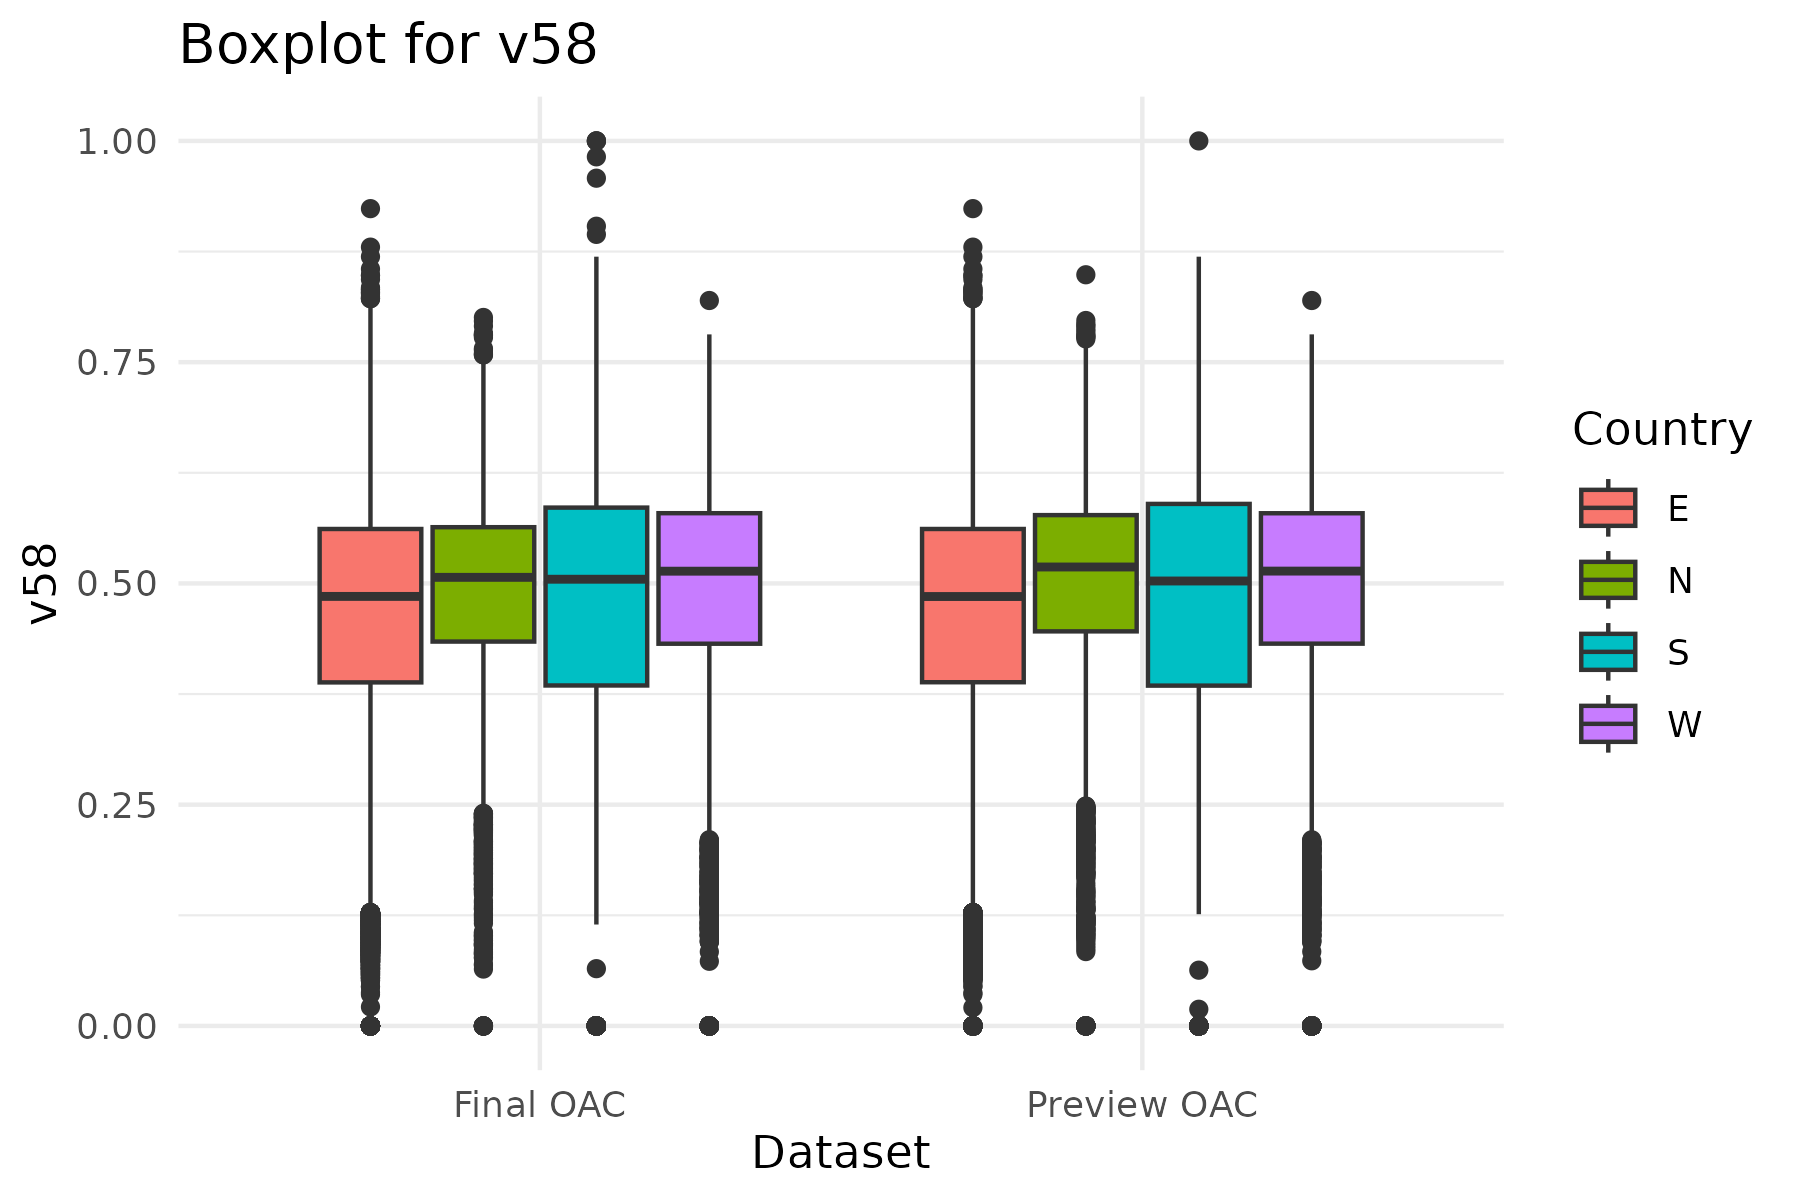 Boxplot for v58
1.00
0.75
0.50
0.25
0.00
v58
Final OAC
Preview OAC
Dataset
Country
E
N
S
W